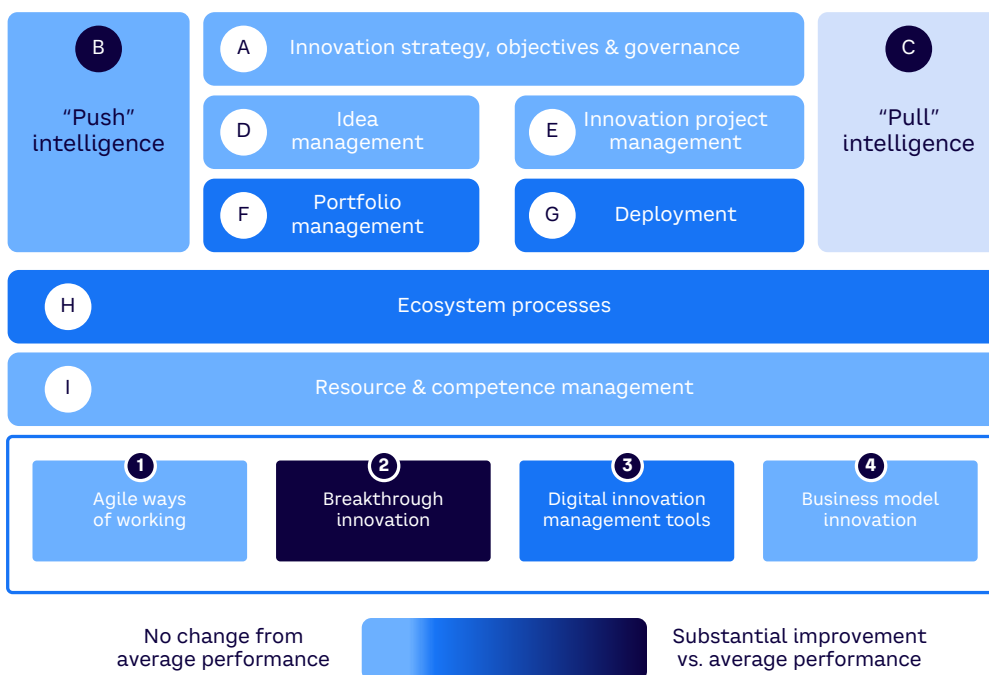 B
“Push”
intelligence
A
Innovation strategy, objectives & governance
C
“Pull”
intelligence
D
Idea
management
E
Innovation project
management
F
Portfolio
management
G
Deployment
H
Ecosystem processes
I
Resource & competence management
1
Agile ways
of working
2
Breakthrough
innovation
3
Digital innovation
management tools
4
Business model
innovation
No change from
average performance
Substantial improvement
vs. average performance